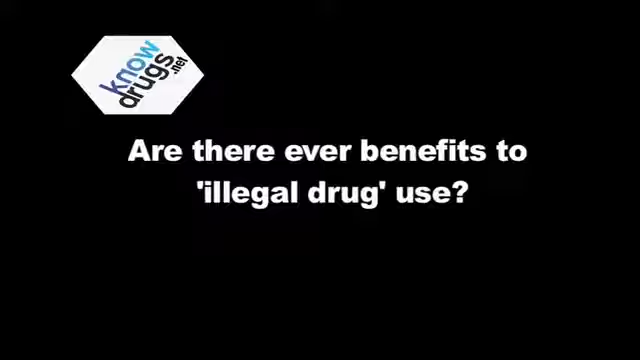 know
drugs.net
Are there ever benefits to
'illegal drug' use?